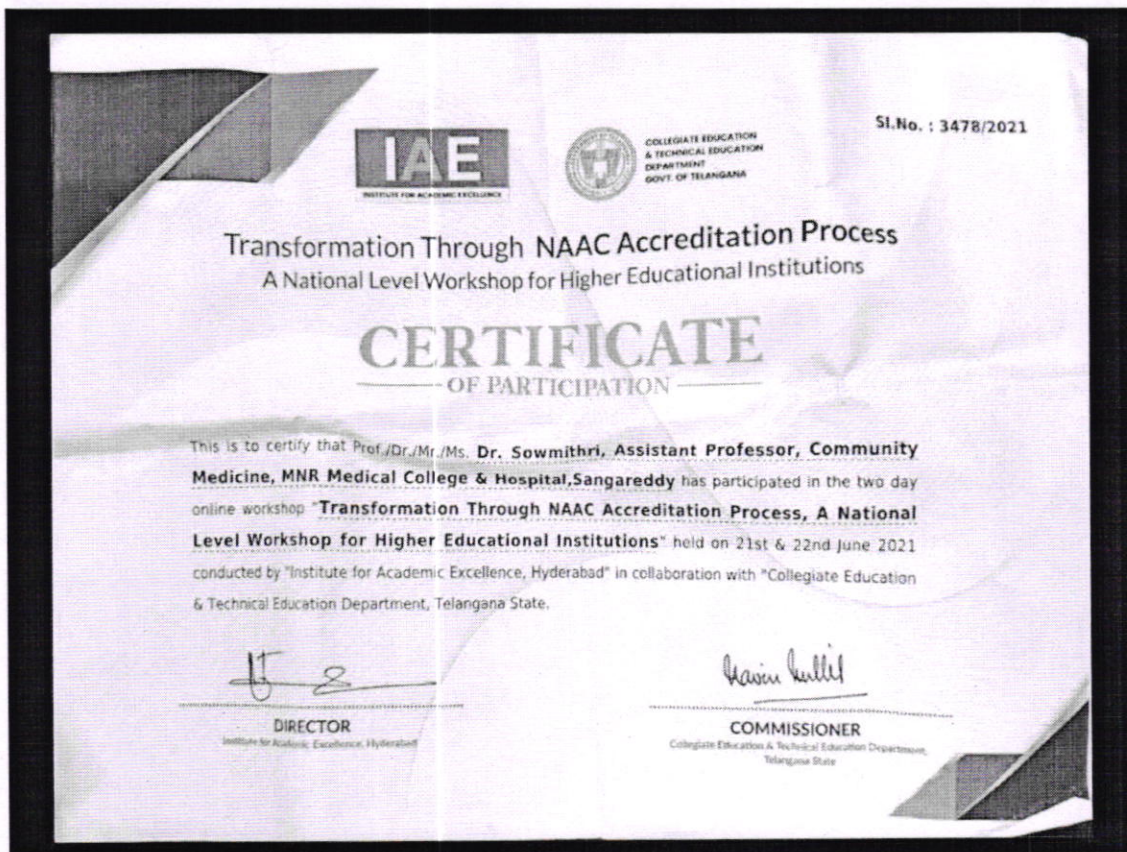 Sl.No. : 3478/2021
IAE
INSTITUTE FOR ACADEMIC EXCELLENCE
COLLEGIATE EDUCATION
& TECHNICAL EDUCATION
DEPARTMENT
GOVT. OF TELANGANA
Transformation Through NAAC Accreditation Process
A National Level Workshop for Higher Educational Institutions
CERTIFICATE
OF PARTICIPATION
This is to certify that Prof./Dr./Mr./Ms. Dr. Sowmithri, Assistant Professor, Community
Medicine, MNR Medical College & Hospital,Sangareddy has participated in the two day
online workshop "Transformation Through NAAC Accreditation Process, A National
Level Workshop for Higher Educational Institutions" held on 21st & 22nd June 2021
conducted by "Institute for Academic Excellence, Hyderabad" in collaboration with "Collegiate Education
& Technical Education Department, Telangana State.
DIRECTOR
Institute for Academic Excellence, Hyderabad
COMMISSIONER
Collegiate Education & Technical Education Department,
Telangana State